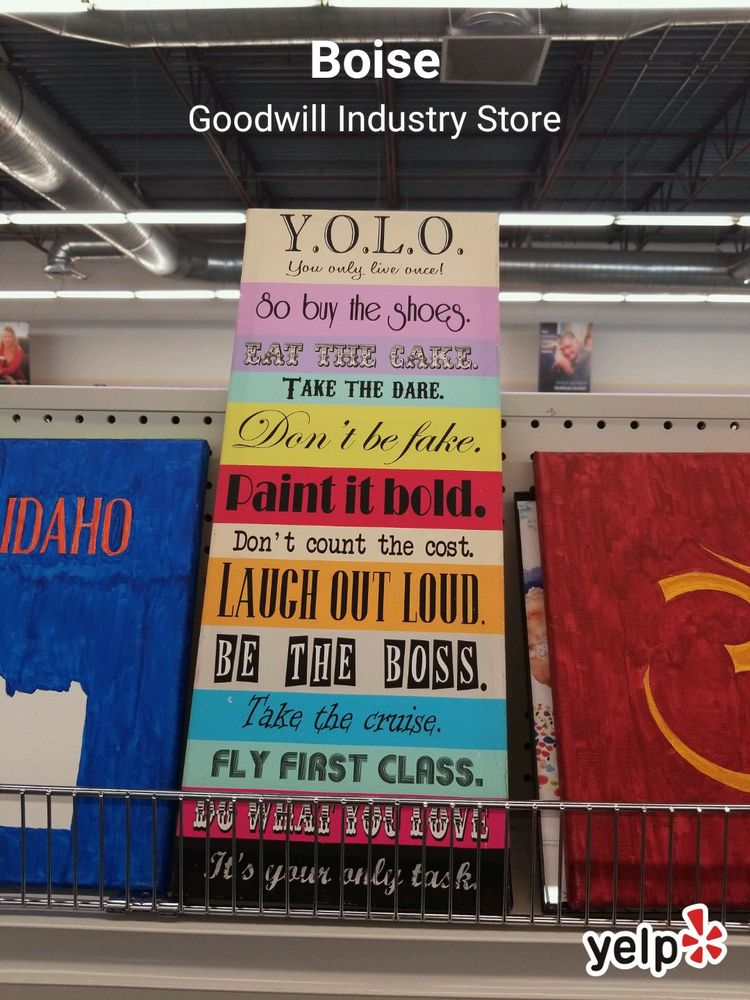 Boise
Goodwill Industry Store
Y.O.L.O.
You only live once!
So buy the shoes.
EAT THE CAKE.
TAKE THE DARE.
Don't be fake.
Paint it bold.
Don't count the cost.
LAUGH OUT LOUD.
BE THE BOSS.
Take the cruise.
FLY FIRST CLASS.
DO WHAT YOU LOVE
It's your only task.
IDAHO
yelp